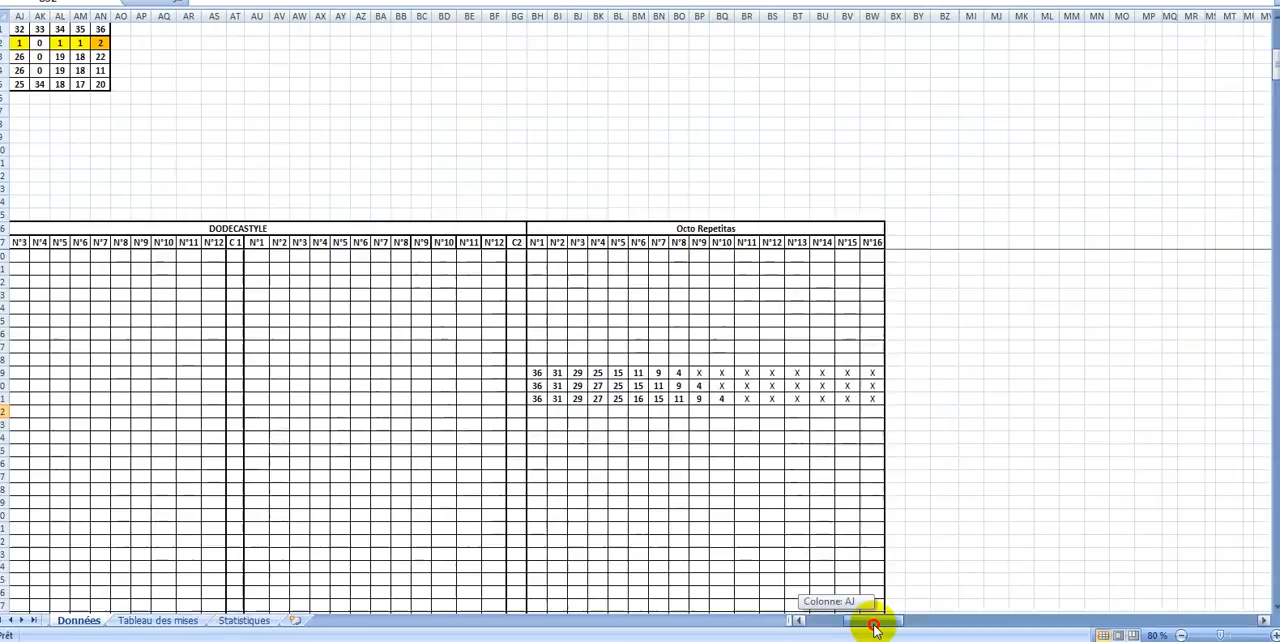 AJ AK AL AM AN AO AP AQ AR AS AT AU AV AW AX AY AZ BA BB BC BD BE BF BG BH BI BJ BK BL BM BN BO BP BQ BR BS BT BU BV BW BX BY BZ MI MJ MK ML MM MN MO MP MQ MR MT
32 33 34 35 36
1 0 1 1 2
26 0 19 18 22
26 0 19 18 11
25 34 18 17 20
DODECASTYLE Octo Repetitas
N°3 N°4 N°5 N°6 N°7 N°8 N°9 N°10 N°11 N°12 C 1 N°1 N°2 N°3 N°4 N°5 N°6 N°7 N°8 N°9 N°10 N°11 N°12 C2 N°1 N°2 N°3 N°4 N°5 N°6 N°7 N°8 N°9 N°10 N°11 N°12 N°13 N°14 N°15 N°16
36 31 29 25 15 11 9 4 X X X X X X X X
36 31 29 27 25 15 11 9 4 X X X X X X X
36 31 29 27 25 16 15 11 9 4 X X X X X X
Colonne: AJ
Données Tableau des mises Statistiques
80 %